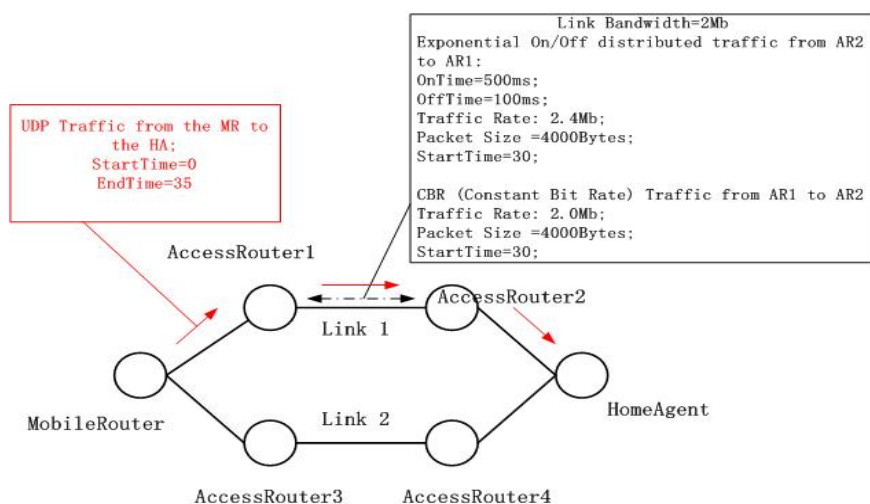 Link Bandwidth=2Mb
Exponential On/Off distributed traffic from AR2
to AR1:
OnTime=500ms;
OffTime=100ms;
Traffic Rate: 2.4Mb;
Packet Size =4000Bytes;
StartTime=30;
CBR (Constant Bit Rate) Traffic from AR1 to AR2
Traffic Rate: 2.0Mb;
Packet Size =4000Bytes;
StartTime=30;
UDP Traffic from the MR to
the HA;
StartTime=0
EndTime=35
AccessRouter1
AccessRouter2
Link 1
MobileRouter
HomeAgent
Link 2
AccessRouter3
AccessRouter4